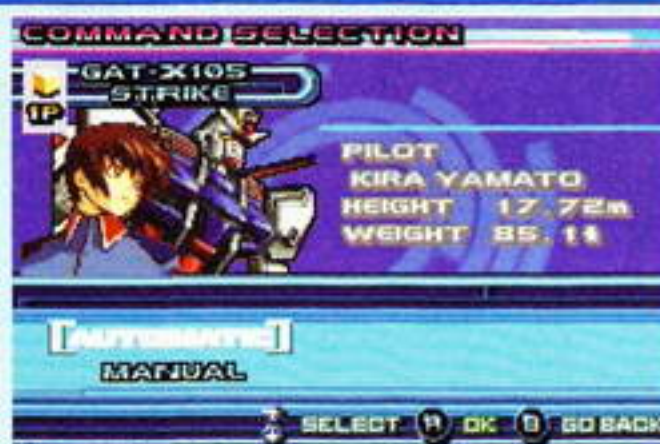 COMMAND SELECTION
GAT-X105
STRIKE
1P
PILOT
KIRA YAMATO
HEIGHT 17.72m
WEIGHT 85.1t
[AUTOMATIC]
MANUAL
SELECT A OK B GO BACK